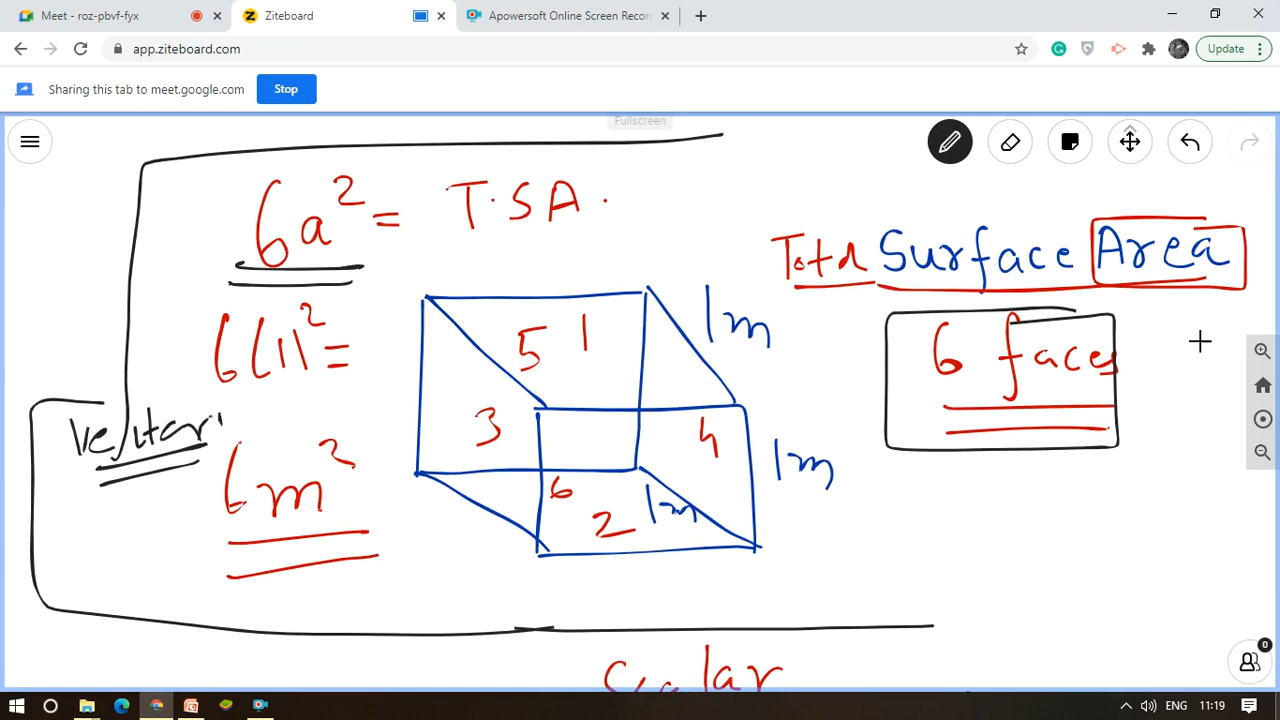 Meet - roz-pbvf-fyx
Ziteboard
Apowersoft Online Screen Recor
app.ziteboard.com
Update
Sharing this tab to meet.google.com
Stop
Fullscreen
6a² = T.S.A.
Total Surface Area
6(1)² =
1m
5 1
6 faces
3
4
1m
6m²
6
1m
2
0
Scalar
ENG
11:19